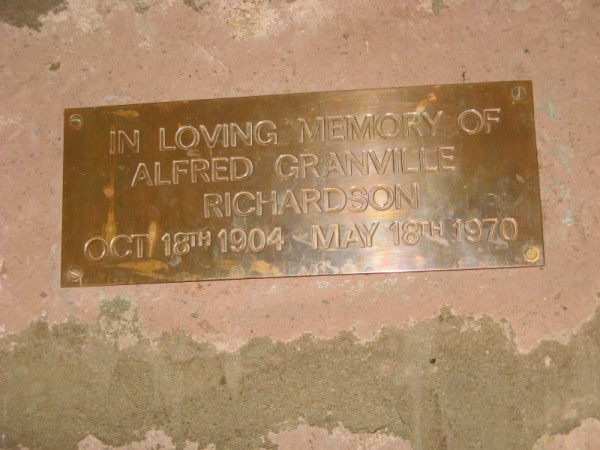 IN LOVING MEMORY OF
ALFRED GRANVILLE
RICHARDSON
OCT 18TH 1904 MAY 18TH 1970